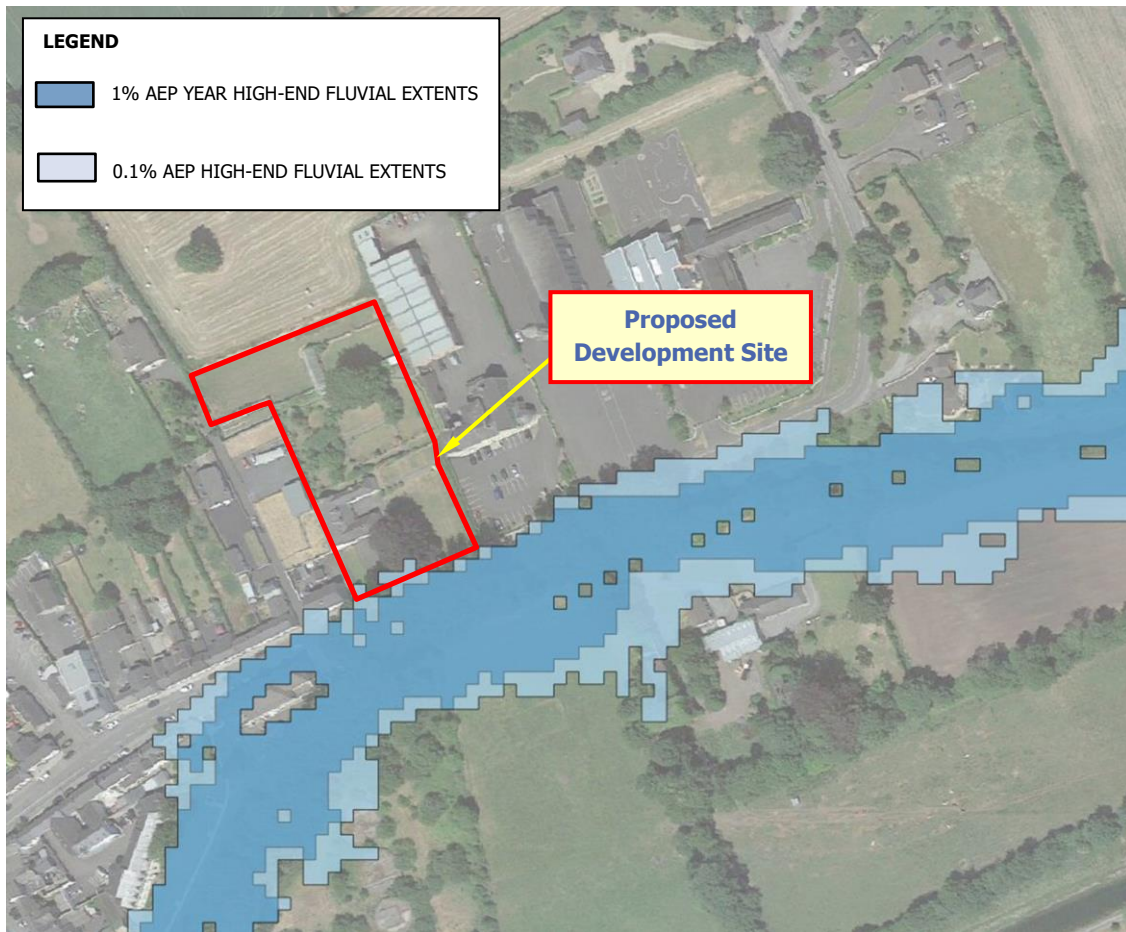 LEGEND
1% AEP YEAR HIGH-END FLUVIAL EXTENTS
0.1% AEP HIGH-END FLUVIAL EXTENTS
Proposed
Development Site